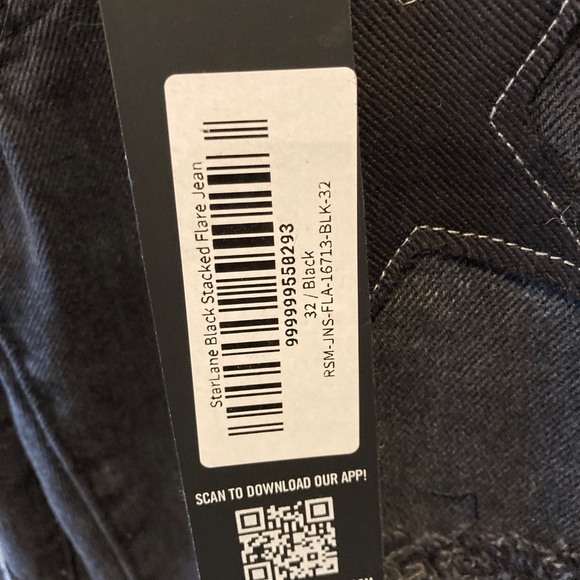 StarLane Black Stacked Flare Jean
999999550293
32 / Black
RSM-JNS-FLA-16713-BLK-32
SCAN TO DOWNLOAD OUR APP!